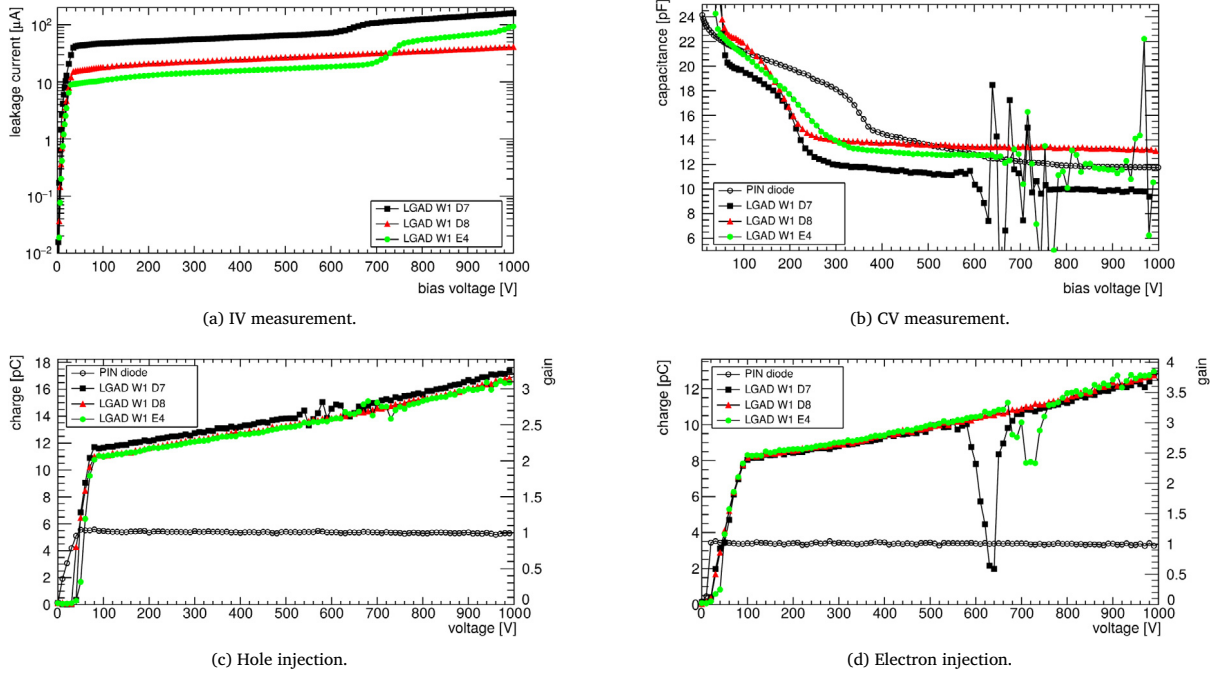 leakage current [μA]
10²
10
1
10⁻¹
10⁻²
LGAD W1 D7
LGAD W1 D8
LGAD W1 E4
0 100 200 300 400 500 600 700 800 900 1000
bias voltage [V]
(a) IV measurement.
capacitance [pF]
24
22
20
18
16
14
12
10
8
6
PIN diode
LGAD W1 D7
LGAD W1 D8
LGAD W1 E4
100 200 300 400 500 600 700 800 900 1000
bias voltage [V]
(b) CV measurement.
charge [pC]
18
16
14
12
10
8
6
4
2
0
PIN diode
LGAD W1 D7
LGAD W1 D8
LGAD W1 E4
gain
3
2.5
2
1.5
1
0.5
0
0 100 200 300 400 500 600 700 800 900 1000
voltage [V]
(c) Hole injection.
charge [pC]
12
10
8
6
4
2
0
PIN diode
LGAD W1 D7
LGAD W1 D8
LGAD W1 E4
gain
4
3.5
3
2.5
2
1.5
1
0.5
0
0 100 200 300 400 500 600 700 800 900 1000
voltage [V]
(d) Electron injection.